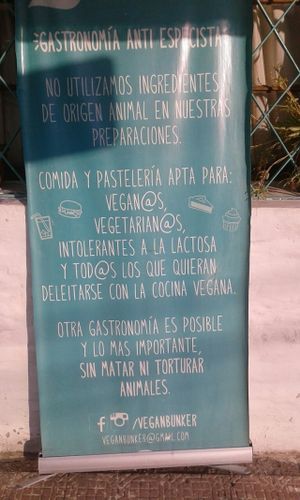 GASTRONOMÍA ANTI ESPECISTA
NO UTILIZAMOS INGREDIENTES
DE ORIGEN ANIMAL EN NUESTRAS
PREPARACIONES.
COMIDA Y PASTELERÍA APTA PARA:
VEGAN@S,
VEGETARIAN@S,
INTOLERANTES A LA LACTOSA
Y TOD@S LOS QUE QUIERAN
DELEITARSE CON LA COCINA VEGANA.
OTRA GASTRONOMÍA ES POSIBLE
Y LO MAS IMPORTANTE,
SIN MATAR NI TORTURAR
ANIMALES.
f /VEGANBUNKER
VEGANBUNKER@GMAIL.COM